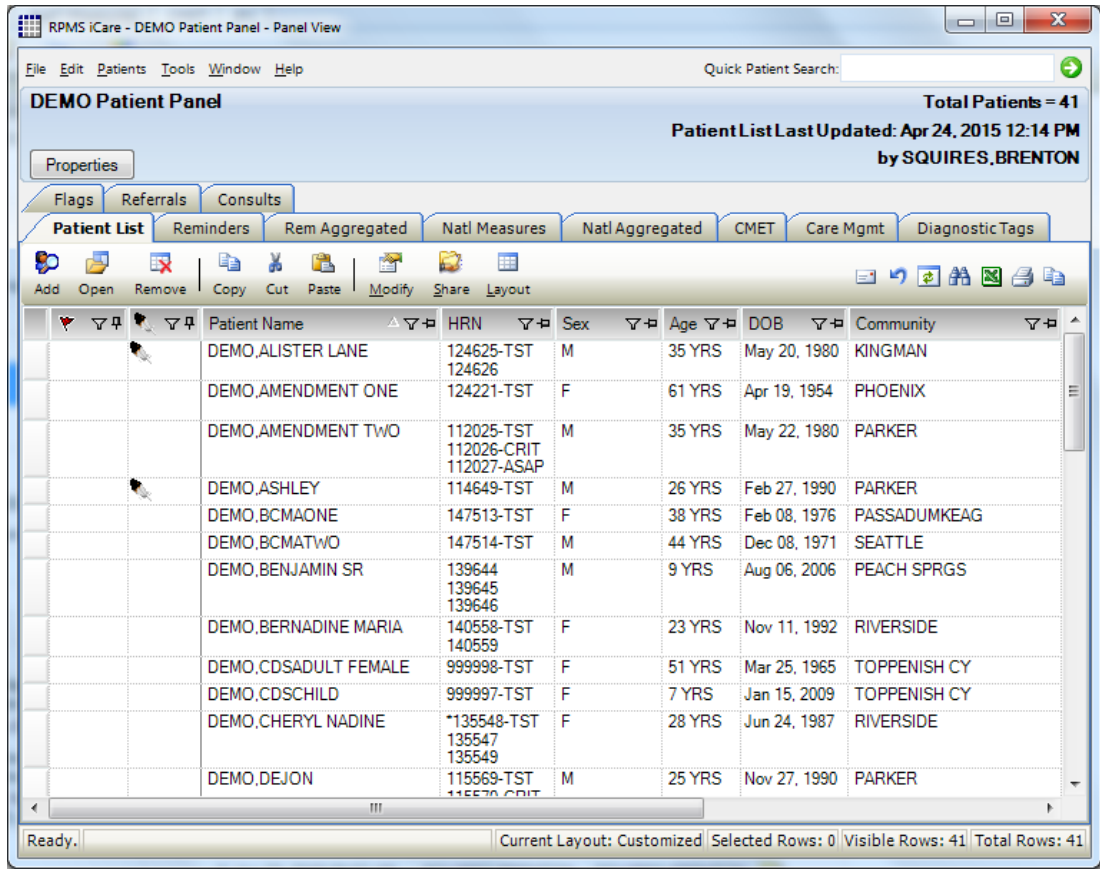 RPMS iCare - DEMO Patient Panel - Panel View
File Edit Patients Tools Window Help Quick Patient Search:
DEMO Patient Panel Total Patients = 41
Patient List Last Updated: Apr 24, 2015 12:14 PM
Properties by SQUIRES,BRENTON
Flags Referrals Consults
Patient List Reminders Rem Aggregated Natl Measures Natl Aggregated CMET Care Mgmt Diagnostic Tags
Add Open Remove Copy Cut Paste Modify Share Layout
Patient Name HRN Sex Age DOB Community
DEMO,ALISTER LANE 124625-TST M 35 YRS May 20, 1980 KINGMAN
124626
DEMO,AMENDMENT ONE 124221-TST F 61 YRS Apr 19, 1954 PHOENIX
DEMO,AMENDMENT TWO 112025-TST M 35 YRS May 22, 1980 PARKER
112026-CRIT
112027-ASAP
DEMO,ASHLEY 114649-TST M 26 YRS Feb 27, 1990 PARKER
DEMO,BCMAONE 147513-TST F 38 YRS Feb 08, 1976 PASSADUMKEAG
DEMO,BCMATWO 147514-TST M 44 YRS Dec 08, 1971 SEATTLE
DEMO,BENJAMIN SR 139644 M 9 YRS Aug 06, 2006 PEACH SPRGS
139645
139646
DEMO,BERNADINE MARIA 140558-TST F 23 YRS Nov 11, 1992 RIVERSIDE
140559
DEMO,CDSADULT FEMALE 999998-TST F 51 YRS Mar 25, 1965 TOPPENISH CY
DEMO,CDSCHILD 999997-TST F 7 YRS Jan 15, 2009 TOPPENISH CY
DEMO,CHERYL NADINE *135548-TST F 28 YRS Jun 24, 1987 RIVERSIDE
135547
135549
DEMO,DEJON 115569-TST M 25 YRS Nov 27, 1990 PARKER
115570-CRIT
Ready. Current Layout: Customized Selected Rows: 0 Visible Rows: 41 Total Rows: 41